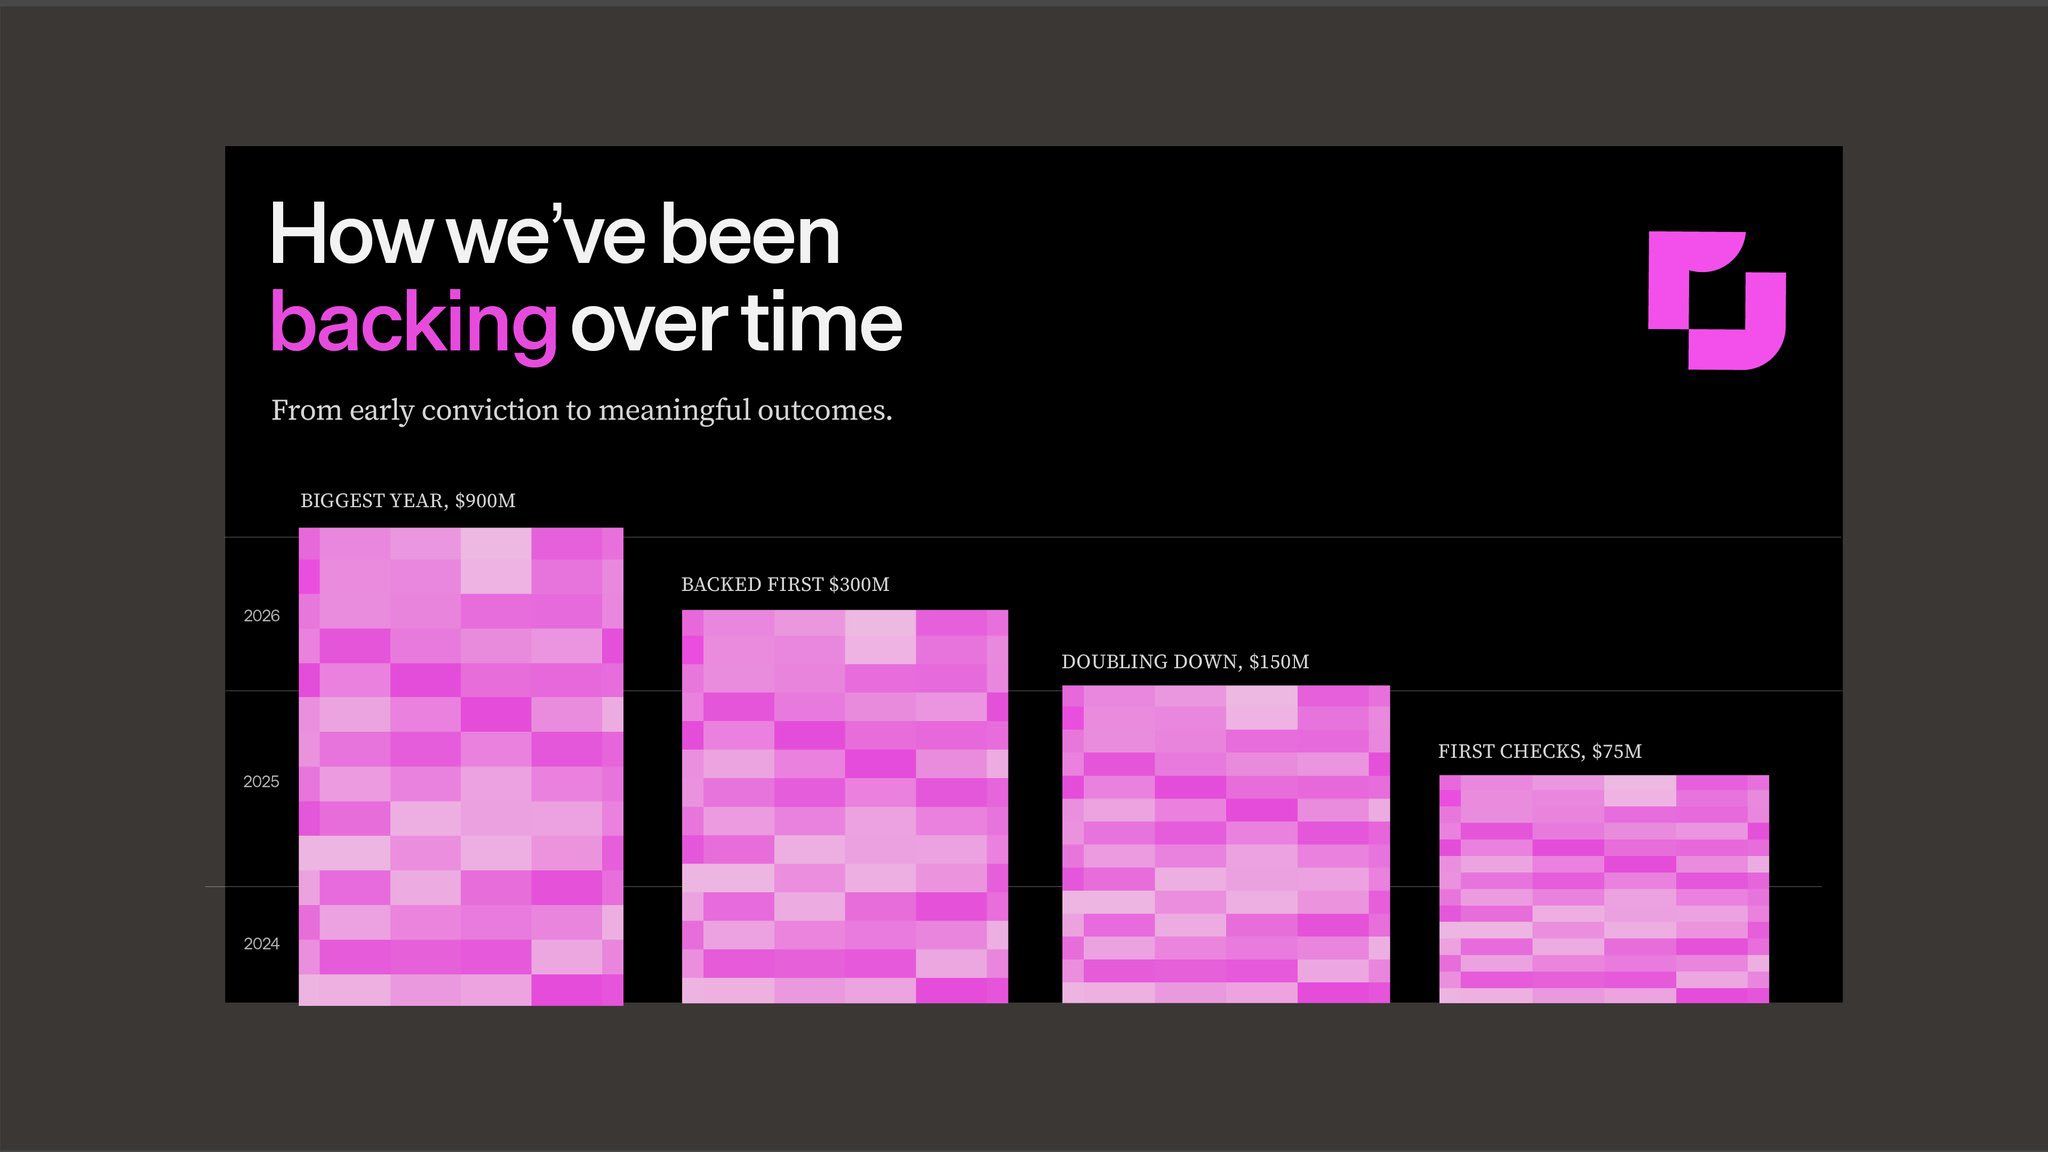 How we’ve been
backing over time
From early conviction to meaningful outcomes.
BIGGEST YEAR, $900M
BACKED FIRST $300M
DOUBLING DOWN, $150M
FIRST CHECKS, $75M
2026
2025
2024